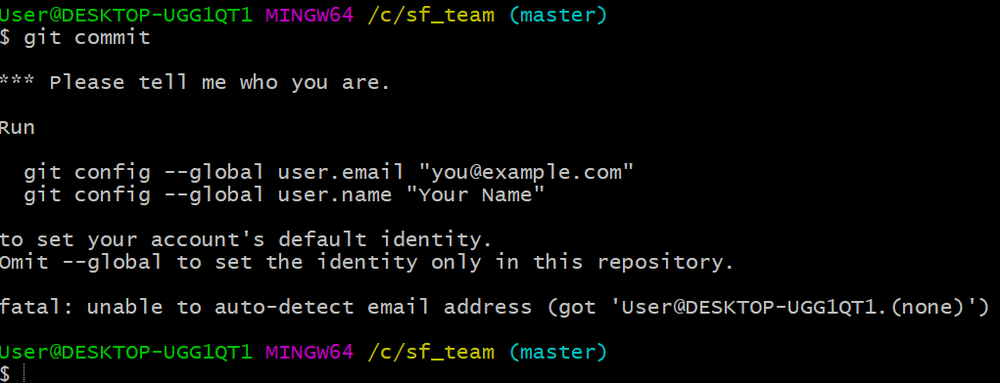 User@DESKTOP-UGG1QT1 MINGW64 /c/sf_team (master)
$ git commit
*** Please tell me who you are.
Run
git config --global user.email "you@example.com"
git config --global user.name "Your Name"
to set your account's default identity.
Omit --global to set the identity only in this repository.
fatal: unable to auto-detect email address (got 'User@DESKTOP-UGG1QT1.(none)')
User@DESKTOP-UGG1QT1 MINGW64 /c/sf_team (master)
$